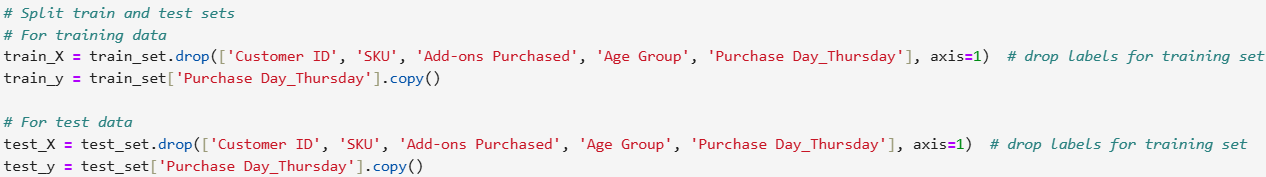 # Split train and test sets
# For training data
train_X = train_set.drop(['Customer ID', 'SKU', 'Add-ons Purchased', 'Age Group', 'Purchase Day_Thursday'], axis=1)  # drop labels for training set
train_y = train_set['Purchase Day_Thursday'].copy()

# For test data
test_X = test_set.drop(['Customer ID', 'SKU', 'Add-ons Purchased', 'Age Group', 'Purchase Day_Thursday'], axis=1)  # drop labels for training set
test_y = test_set['Purchase Day_Thursday'].copy()